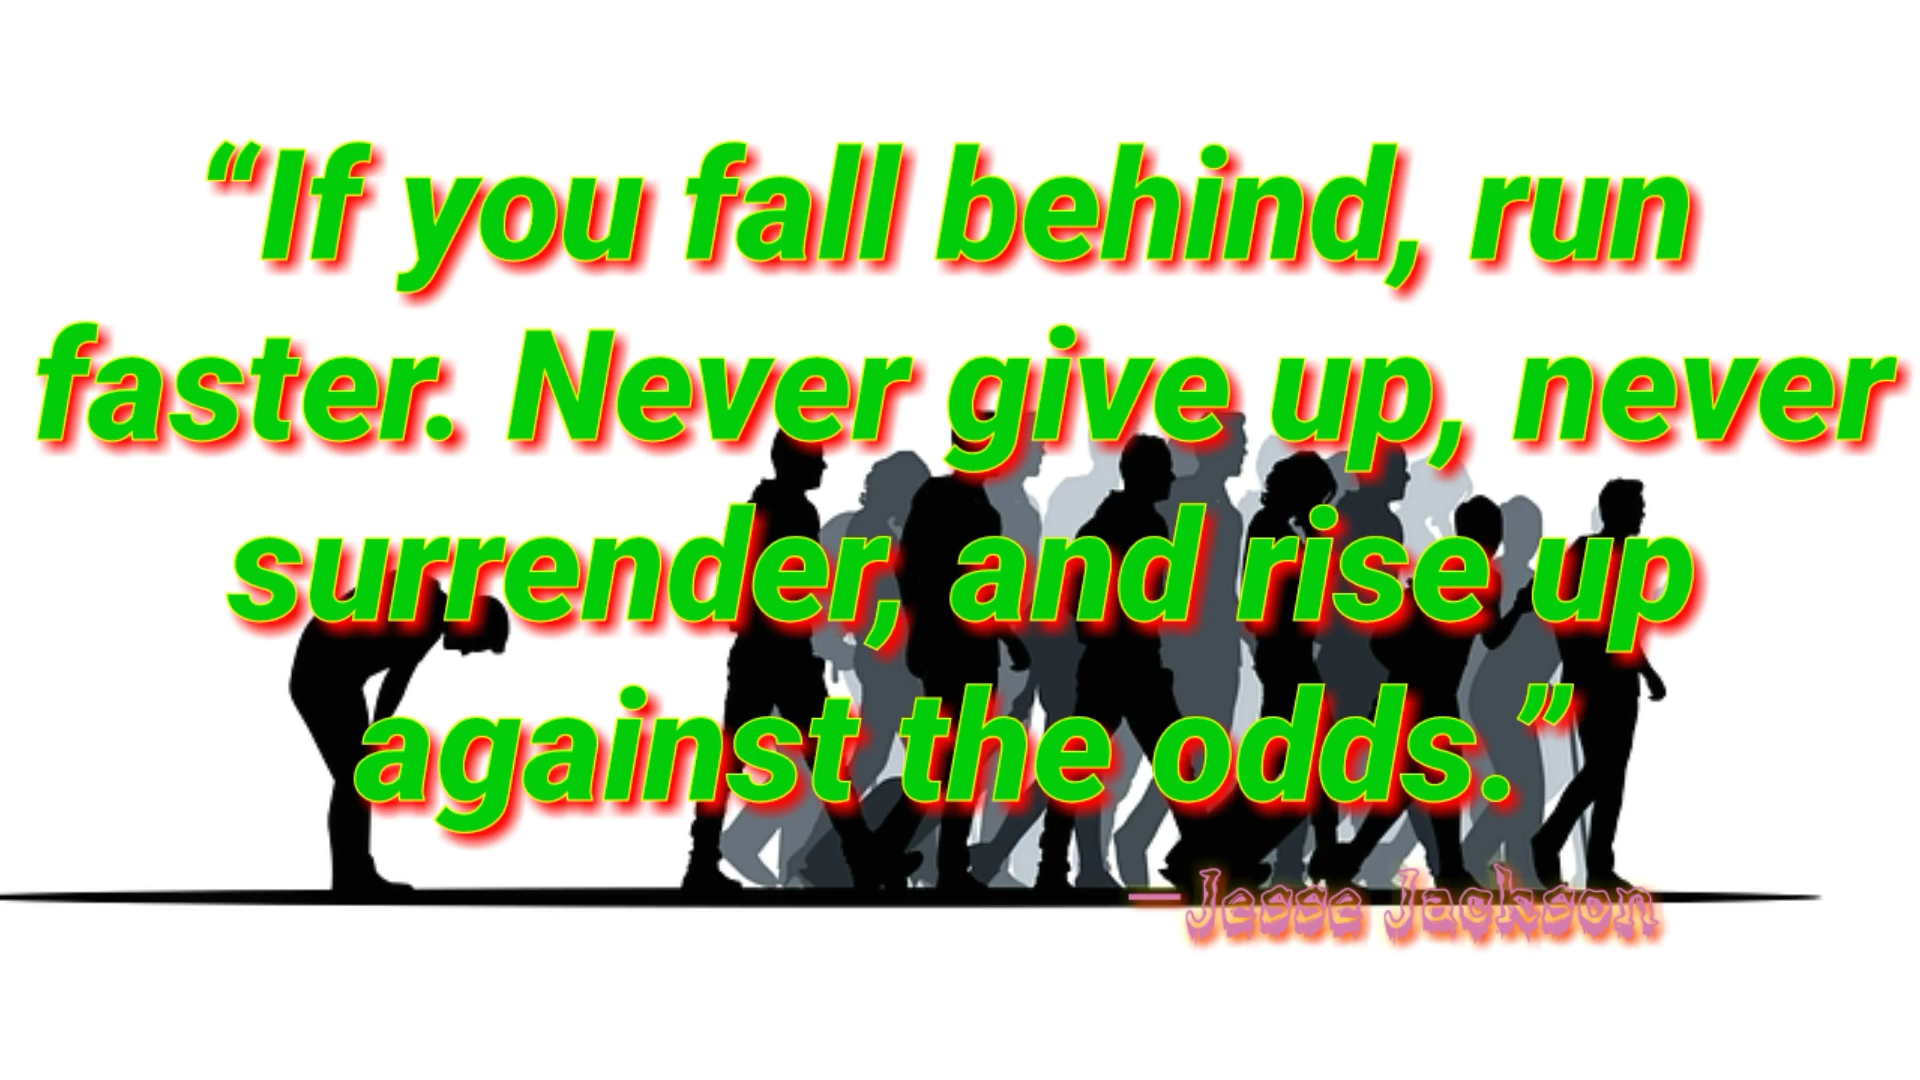 “If you fall behind, run
faster. Never give up, never
surrender, and rise up
against the odds.”
—Jesse Jackson